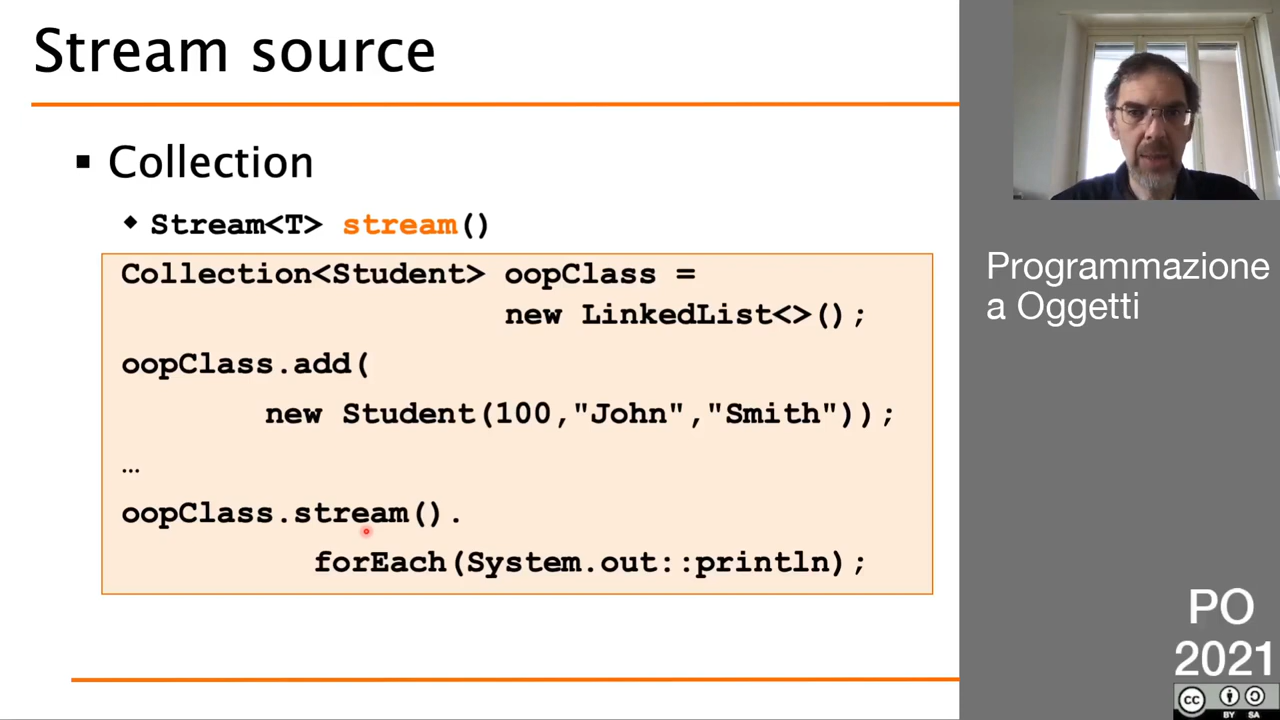 Stream source
Collection
Stream<T> stream()
Collection<Student> oopClass =
new LinkedList<>();
oopClass.add(
new Student(100,"John","Smith"));
…
oopClass.stream().
forEach(System.out::println);
Programmazione
a Oggetti
PO
2021
CC
BY SA